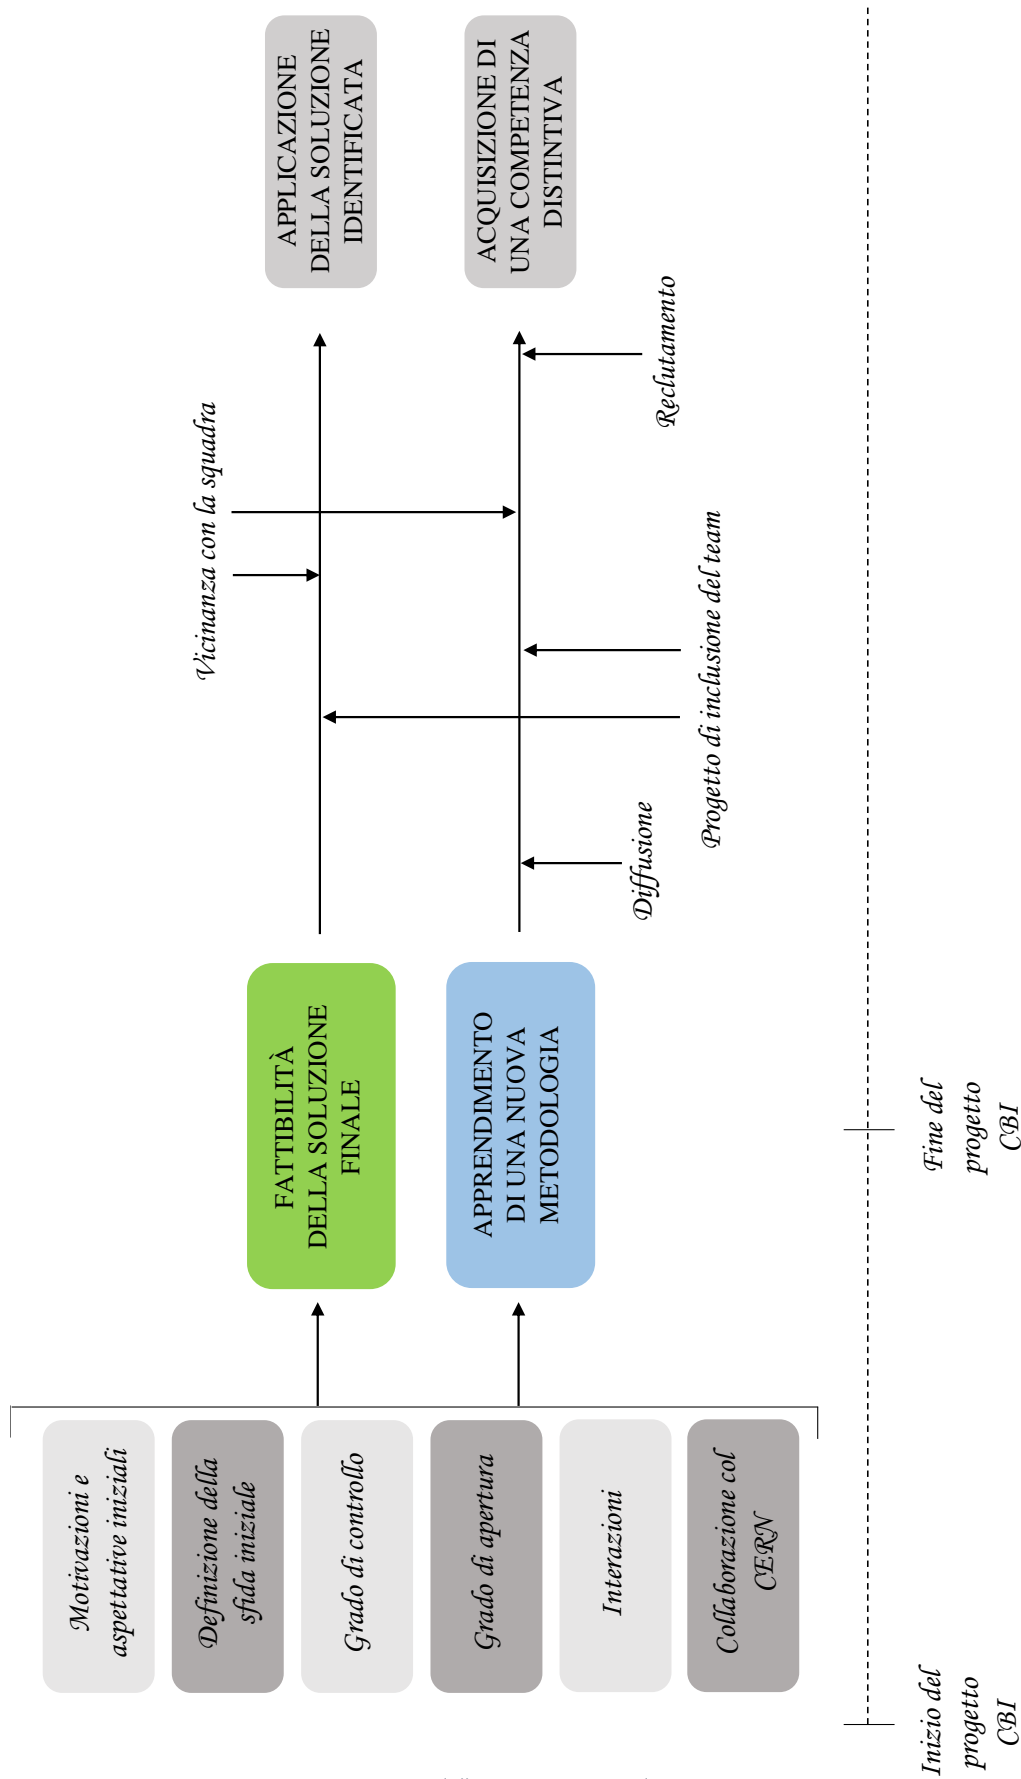 Motivazioni e
aspettative iniziali
Definizione della
sfida iniziale
Grado di controllo
Grado di apertura
Interazioni
Collaborazione col
CERN
FATTIBILITÀ
DELLA SOLUZIONE
FINALE
APPRENDIMENTO
DI UNA NUOVA
METODOLOGIA
Vicinanza con la squadra
Diffusione
Progetto di inclusione del team
Reclutamento
APPLICAZIONE
DELLA SOLUZIONE
IDENTIFICATA
ACQUISIZIONE DI
UNA COMPETENZA
DISTINTIVA
Inizio del
progetto
CBI
Fine del
progetto
CBI